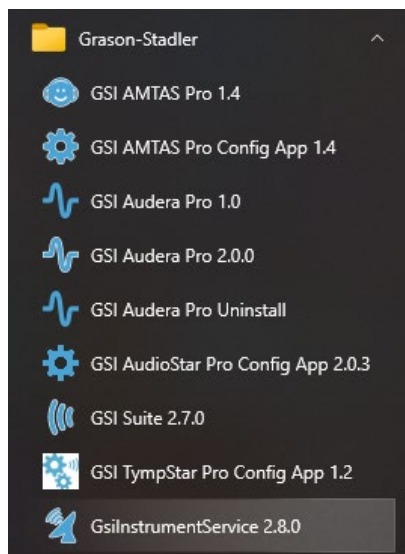 Grason-Stadler
GSI AMTAS Pro 1.4
GSI AMTAS Pro Config App 1.4
GSI Audera Pro 1.0
GSI Audera Pro 2.0.0
GSI Audera Pro Uninstall
GSI AudioStar Pro Config App 2.0.3
GSI Suite 2.7.0
GSI TympStar Pro Config App 1.2
GsiInstrumentService 2.8.0